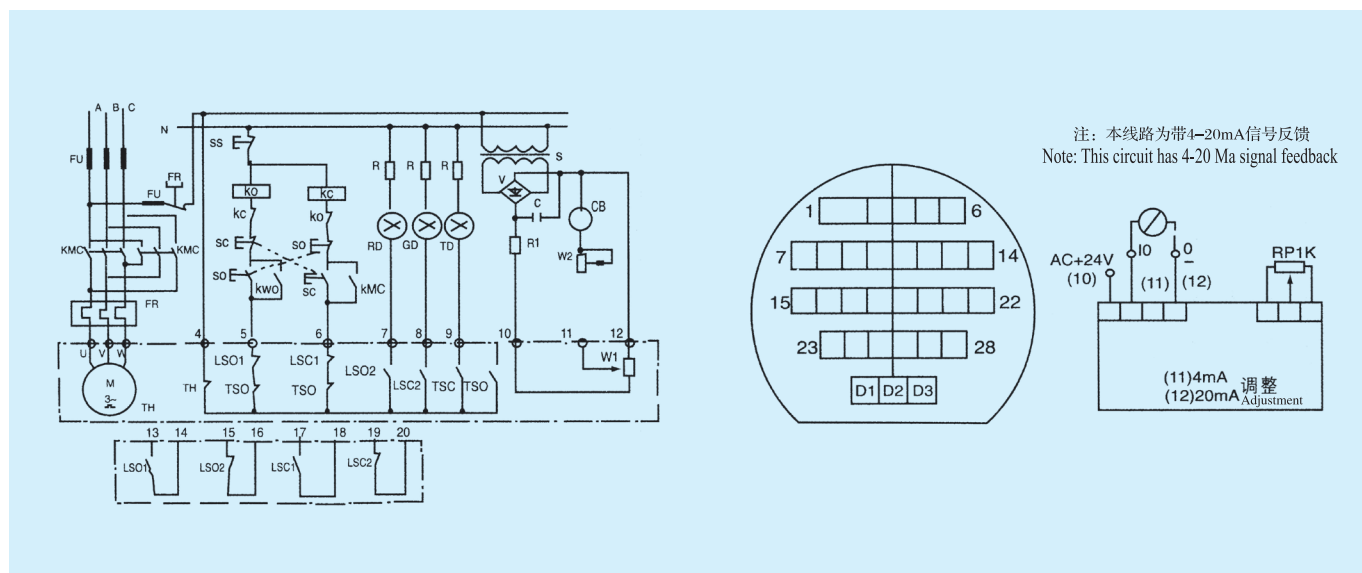 A B C
N
FU
FR
FU
SS
R R R
S
V
C
CB
ko kc
kc ko
KMC KMC
SC SO
RD GD TD
R1
W2
SO SC
kwo kMC
FR
4 5 6 7 8 9 10 11 12
U V W
LSO1 LSC1
W1
M
3~
TH
TH
TSO TSO
LSO2 LSC2 TSC TSO
13 14 15 16 17 18 19 20
LSO1 LSO2 LSC1 LSC2
1 6
7 14
15 22
23 28
D1 D2 D3
注：本线路为带4–20mA信号反馈
Note: This circuit has 4-20 Ma signal feedback
AC+24V
(10)
I0
(11)
0
(12)
RP1K
(11)4mA
(12)20mA
调整
Adjustment